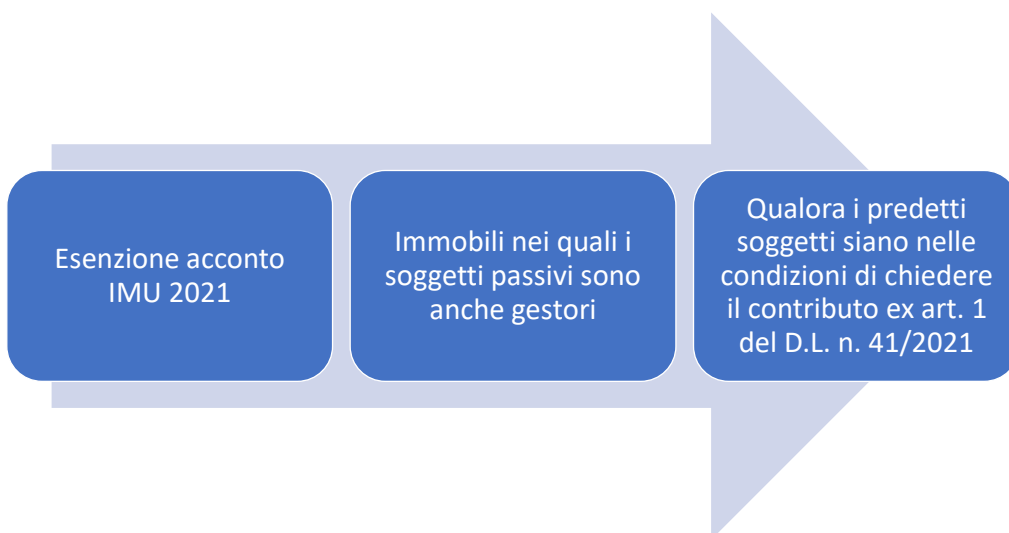 Esenzione acconto
IMU 2021
Immobili nei quali i
soggetti passivi sono
anche gestori
Qualora i predetti
soggetti siano nelle
condizioni di chiedere
il contributo ex art. 1
del D.L. n. 41/2021